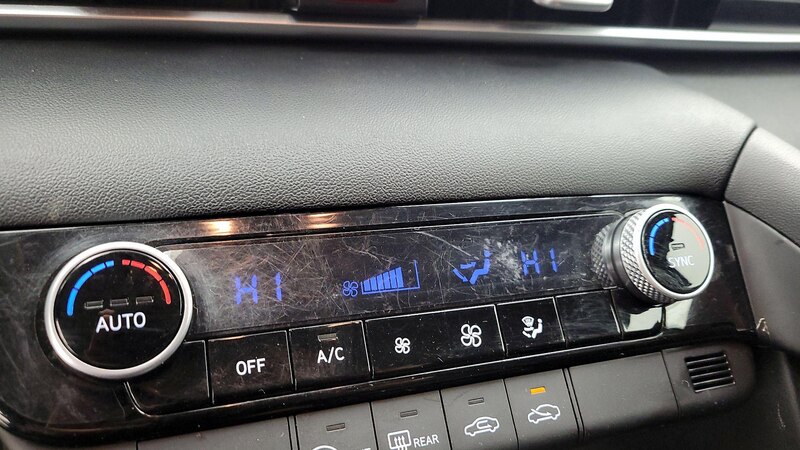 HI HI
AUTO SYNC
OFF A/C
REAR